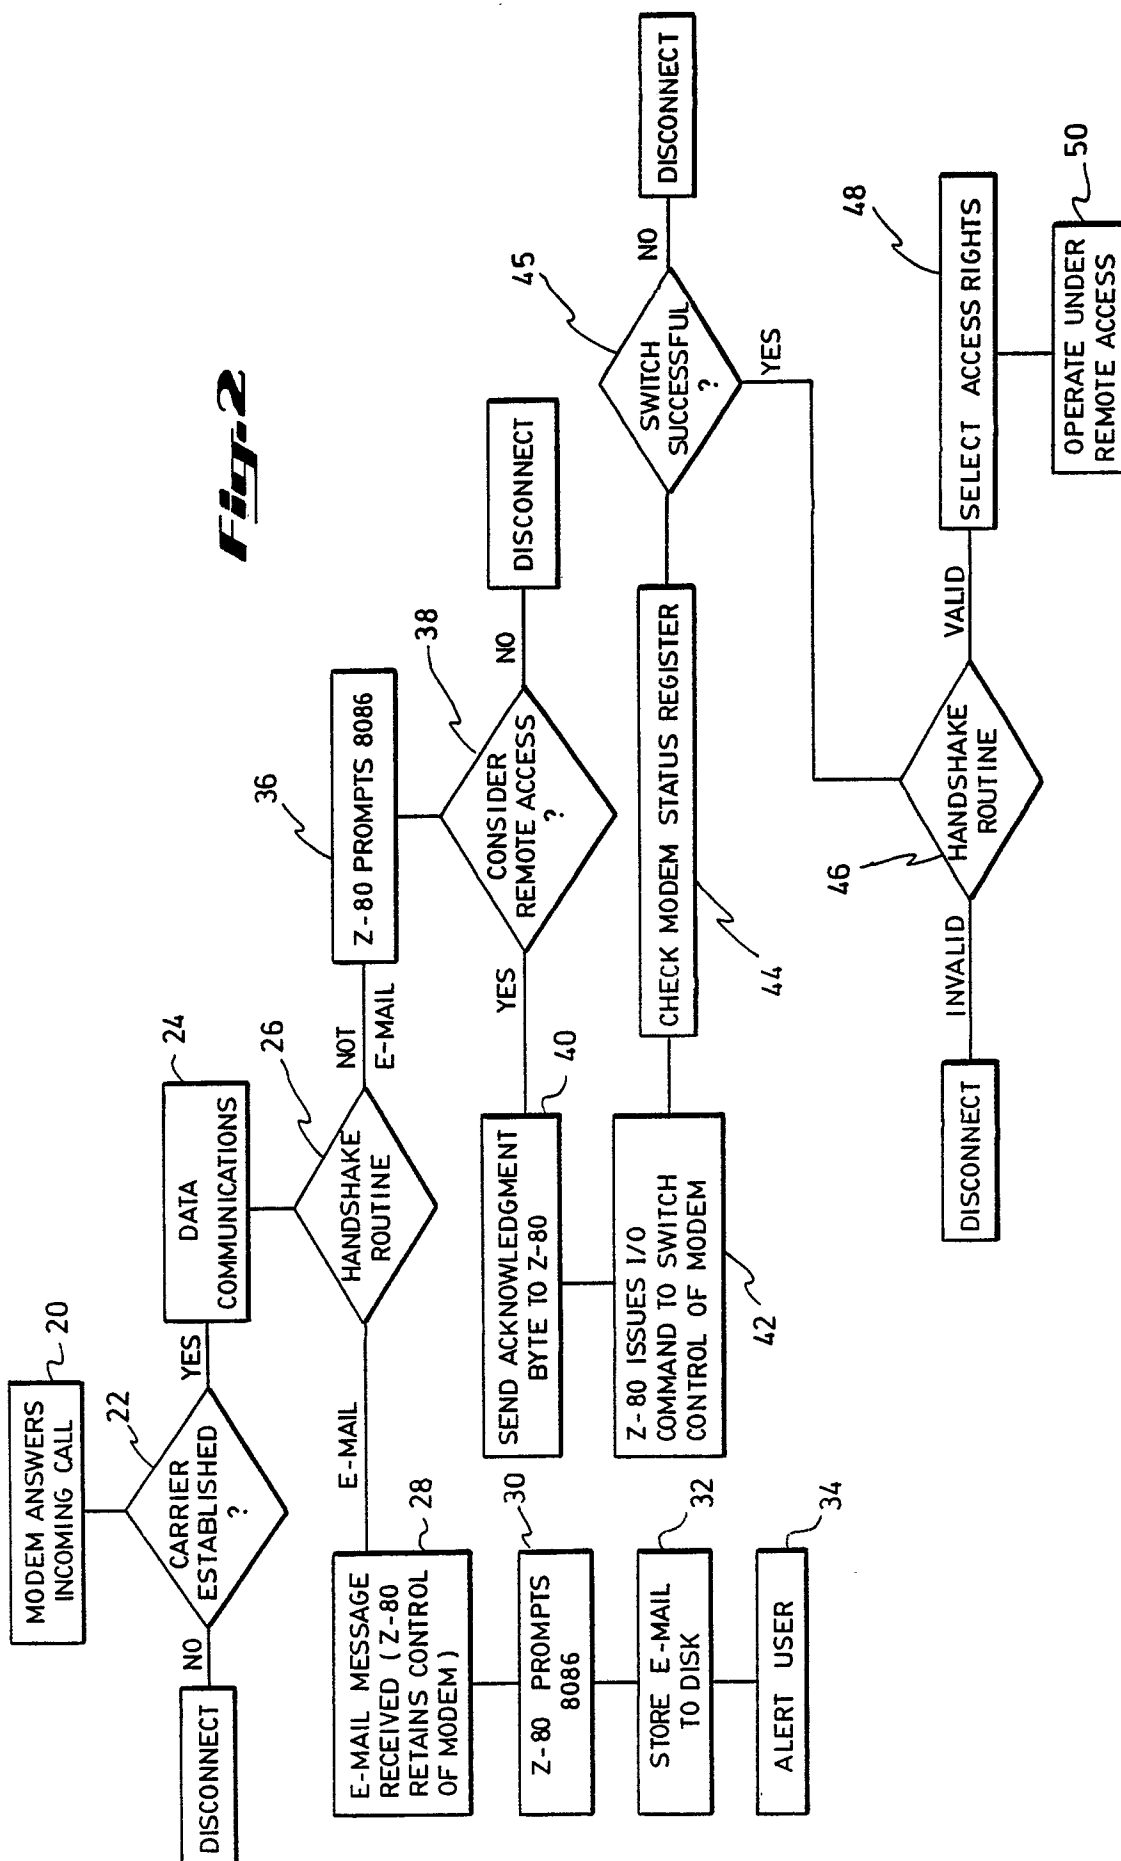 Fig-2
MODEM ANSWERS
INCOMING CALL
20
CARRIER
ESTABLISHED
?
22
NO
DISCONNECT
YES
DATA
COMMUNICATIONS
24
HANDSHAKE
ROUTINE
26
E-MAIL
NOT
E-MAIL
E-MAIL MESSAGE
RECEIVED (Z-80
RETAINS CONTROL
OF MODEM)
28
Z-80 PROMPTS
8086
30
STORE E-MAIL
TO DISK
32
ALERT USER
34
Z-80 PROMPTS 8086
36
CONSIDER
REMOTE ACCESS
?
38
NO
DISCONNECT
YES
SEND ACKNOWLEDGMENT
BYTE TO Z-80
40
Z-80 ISSUES I/O
COMMAND TO SWITCH
CONTROL OF MODEM
42
CHECK MODEM STATUS REGISTER
44
SWITCH
SUCCESSFUL
?
45
NO
DISCONNECT
YES
HANDSHAKE
ROUTINE
46
INVALID
DISCONNECT
VALID
SELECT ACCESS RIGHTS
48
OPERATE UNDER
REMOTE ACCESS
50